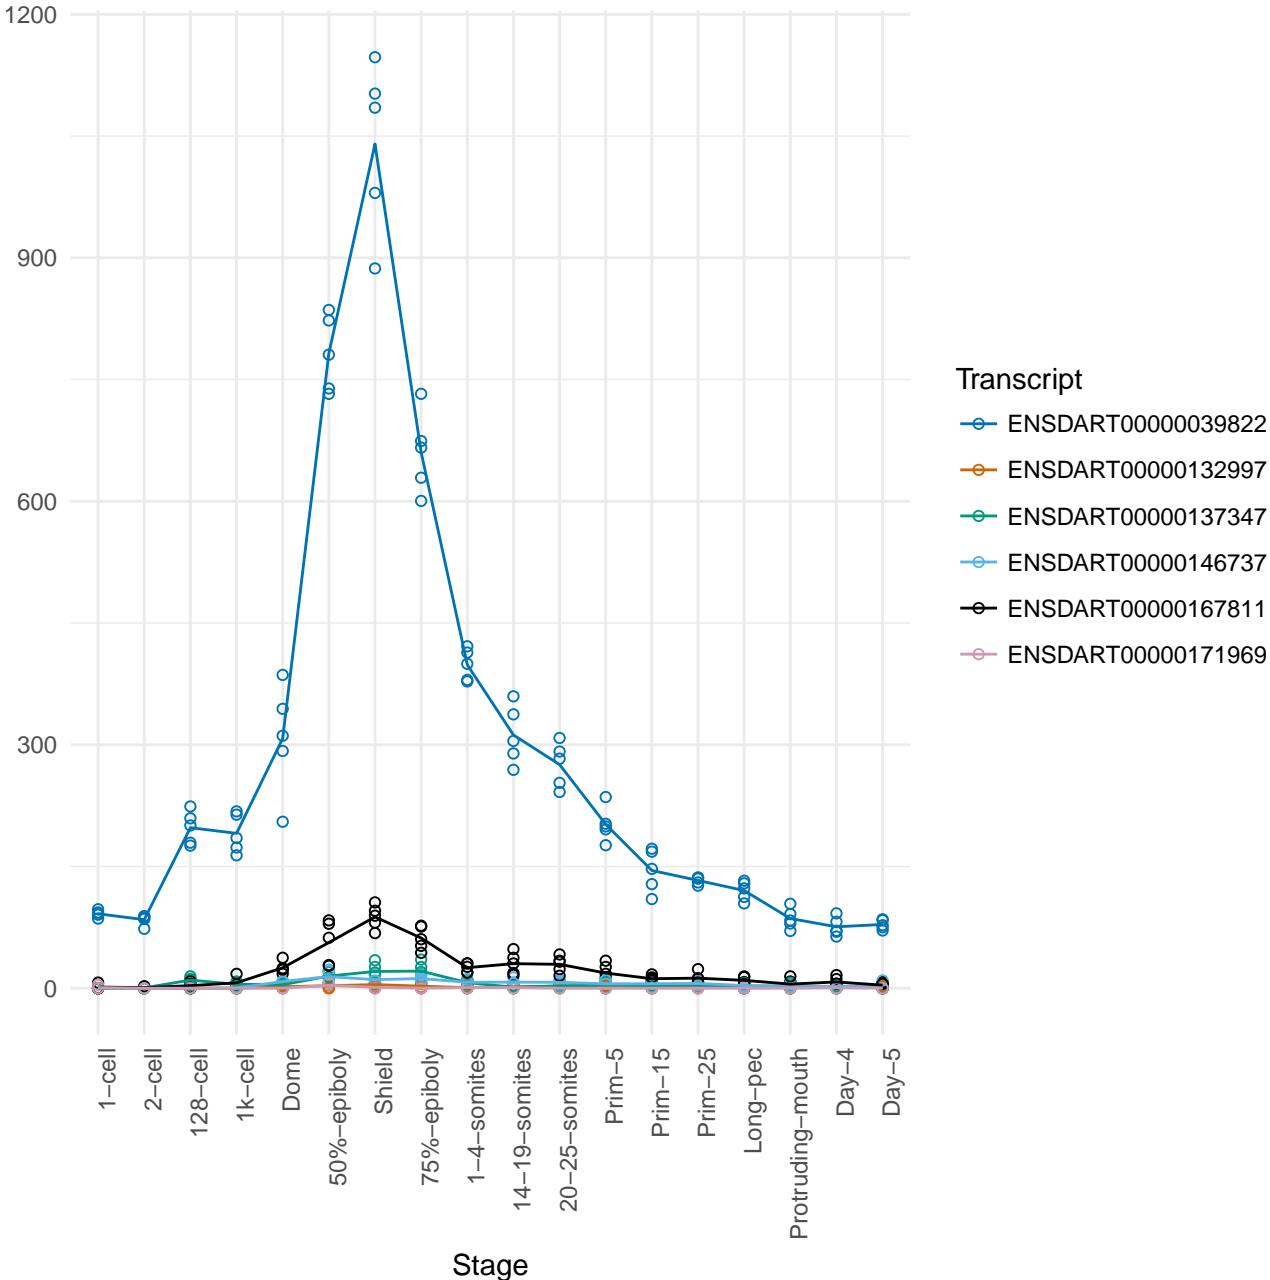 1200
900
600
300
0
1−cell
2−cell
128−cell
1k−cell
Dome
50%−epiboly
Shield
75%−epiboly
1−4−somites
14−19−somites
20−25−somites
Prim−5
Prim−15
Prim−25
Long−pec
Protruding−mouth
Day−4
Day−5
Stage
Transcript
ENSDART00000039822
ENSDART00000132997
ENSDART00000137347
ENSDART00000146737
ENSDART00000167811
ENSDART00000171969